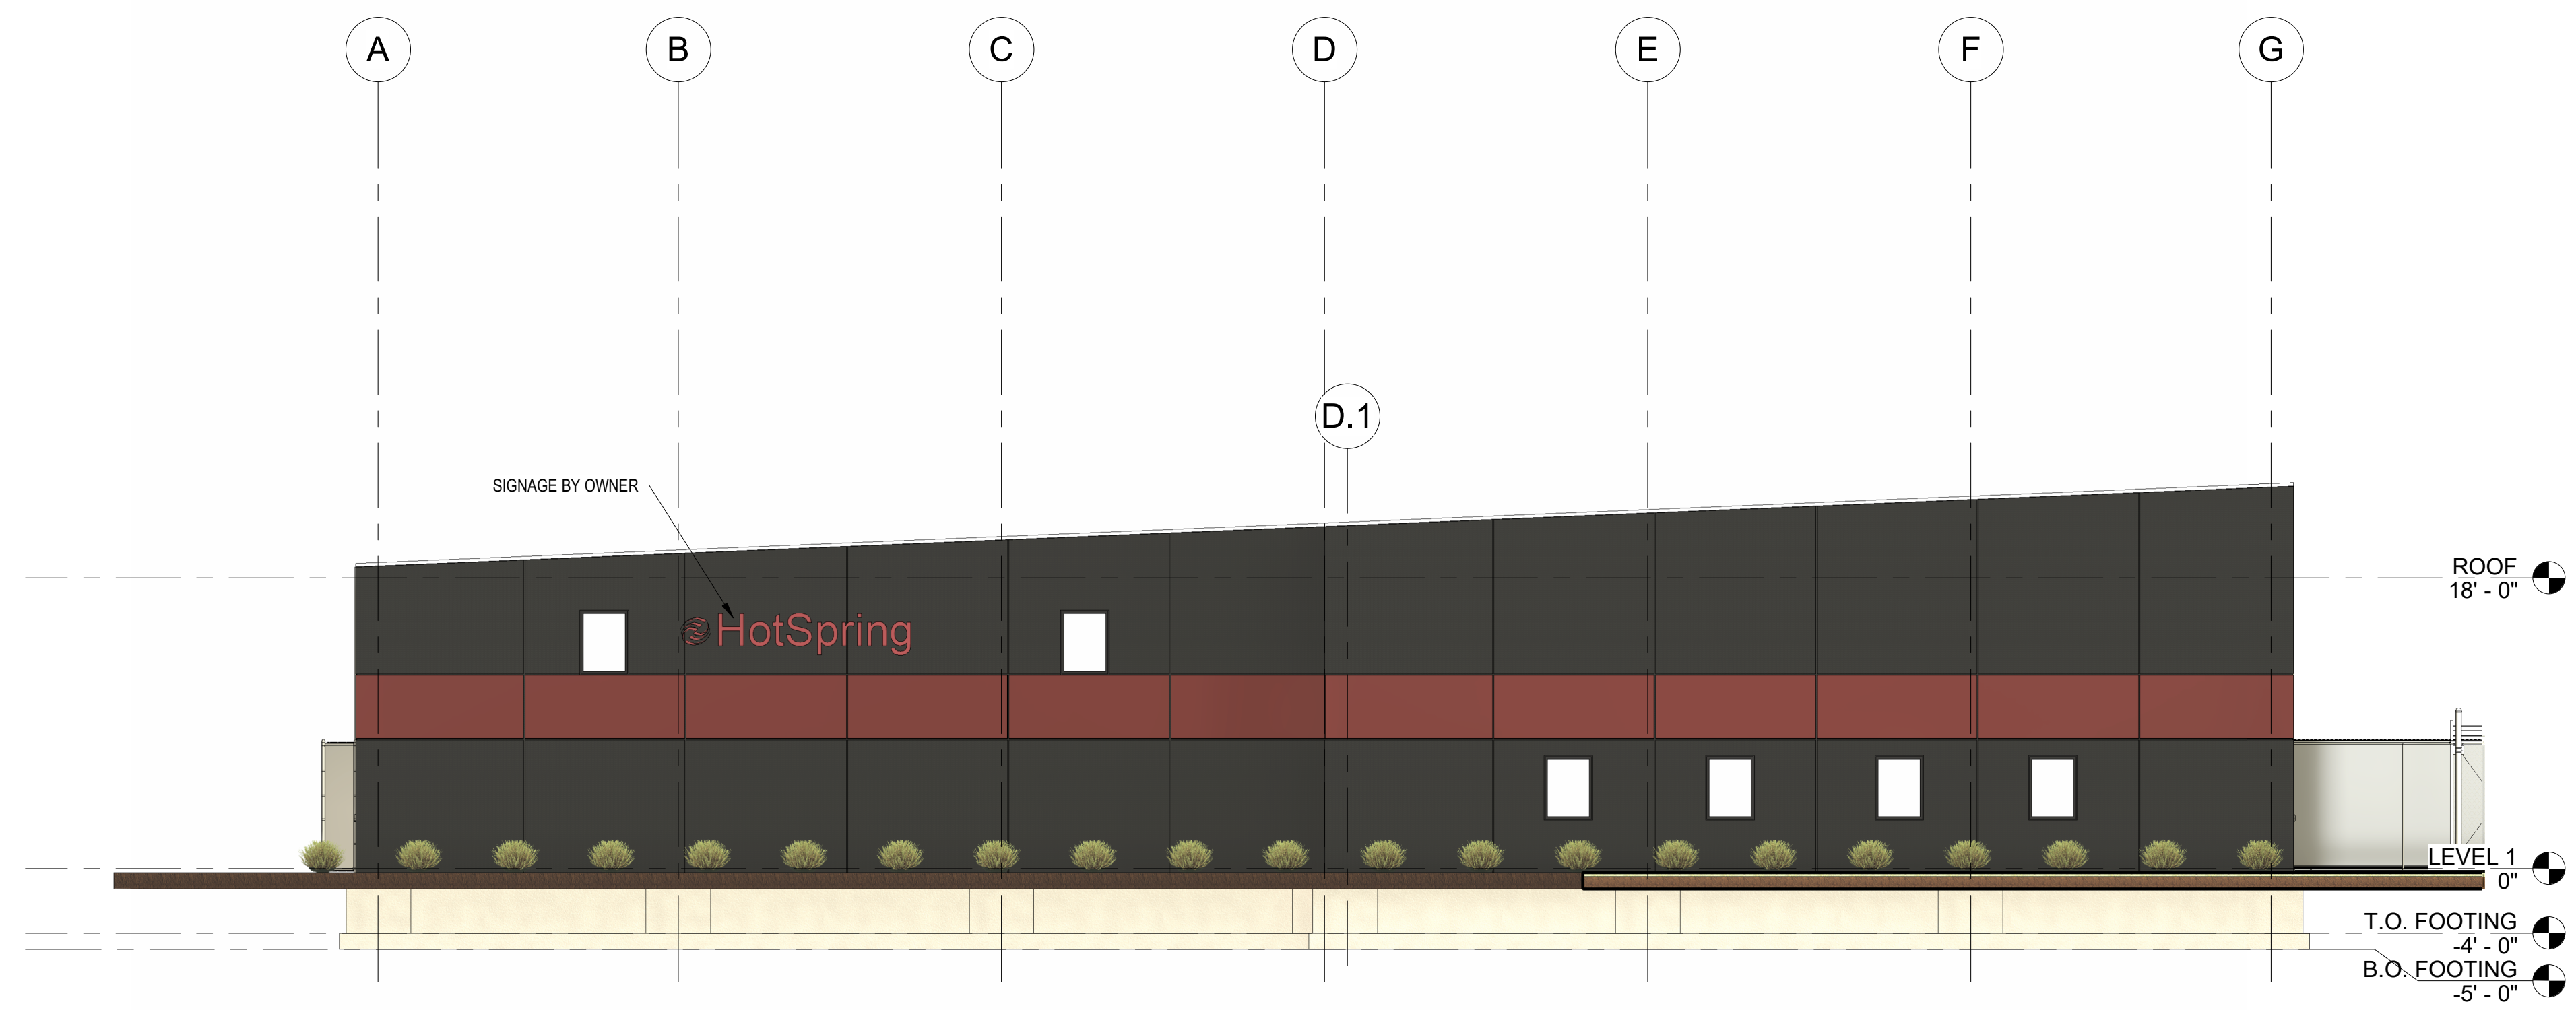 A
B
C
D
E
F
G
D.1
SIGNAGE BY OWNER
HotSpring
ROOF
18' - 0"
LEVEL 1
0"
T.O. FOOTING
-4' - 0"
B.O. FOOTING
-5' - 0"